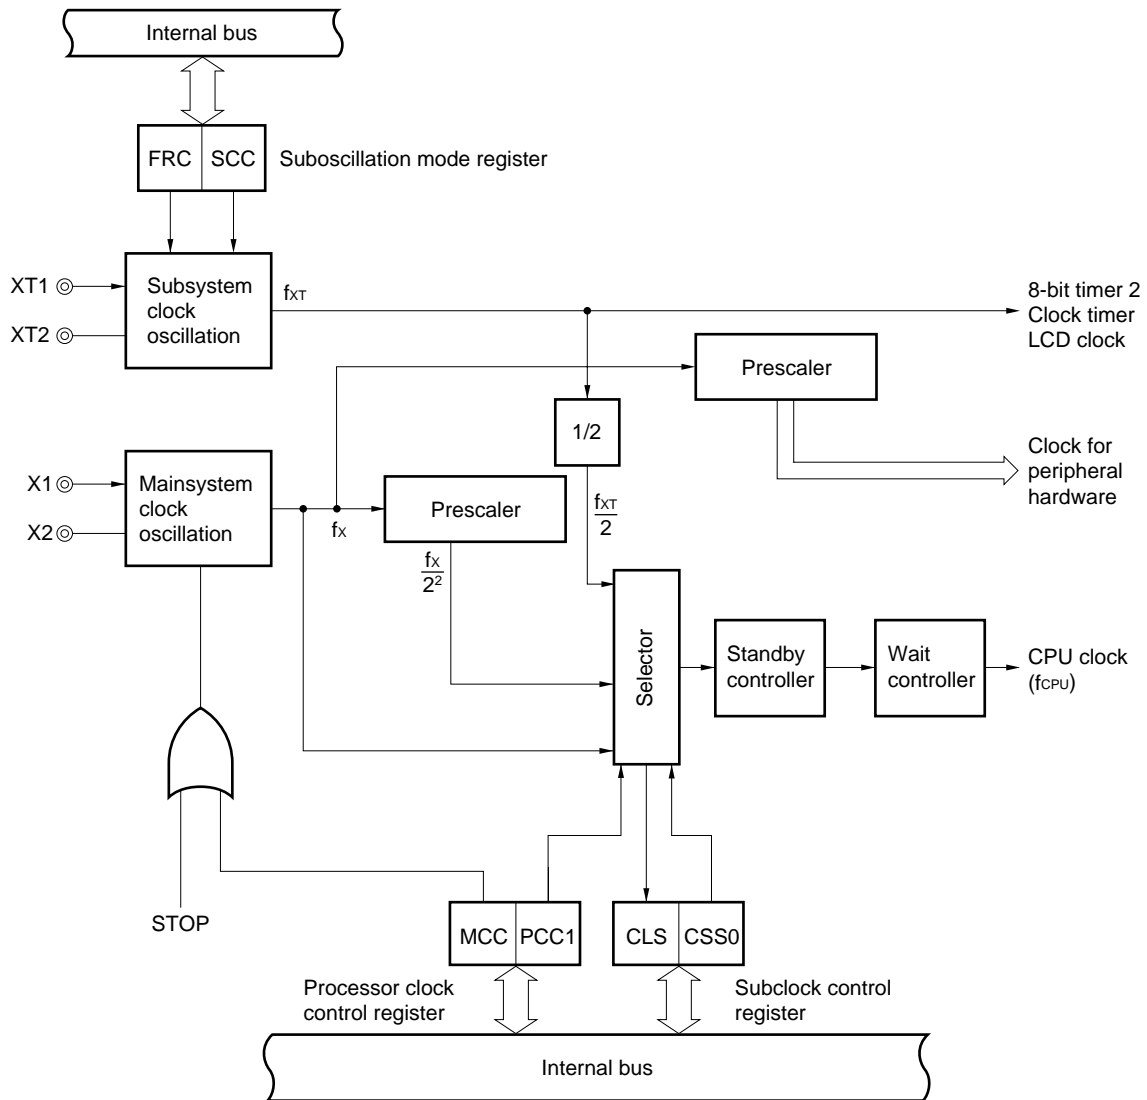 Internal bus
FRC SCC Suboscillation mode register
XT1
XT2
Subsystem
clock
oscillation
fXT
8-bit timer 2
Clock timer
LCD clock
Prescaler
1/2
Clock for
peripheral
hardware
X1
X2
Mainsystem
clock
oscillation
fX
Prescaler
fXT
2
fX
2²
Selector
Standby
controller
Wait
controller
CPU clock
(fCPU)
STOP
MCC PCC1
CLS CSS0
Processor clock
control register
Subclock control
register
Internal bus